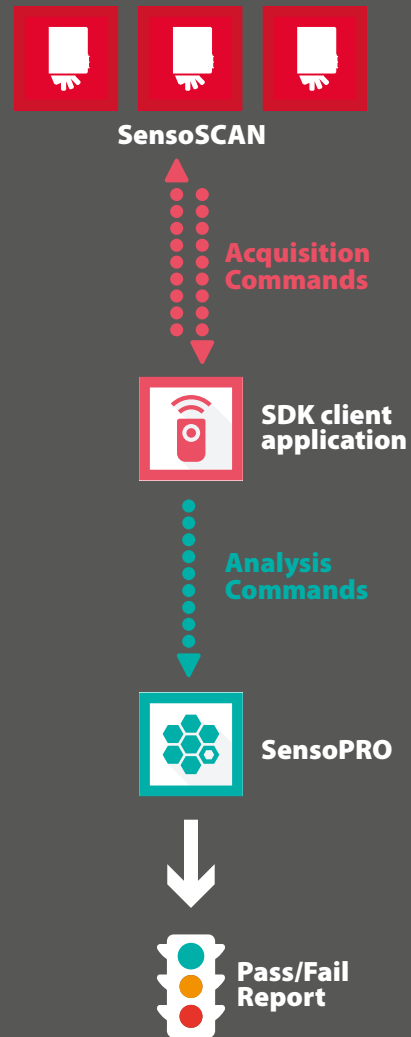 SensoSCAN
Acquisition
Commands
SDK client
application
Analysis
Commands
SensoPRO
Pass/Fail
Report